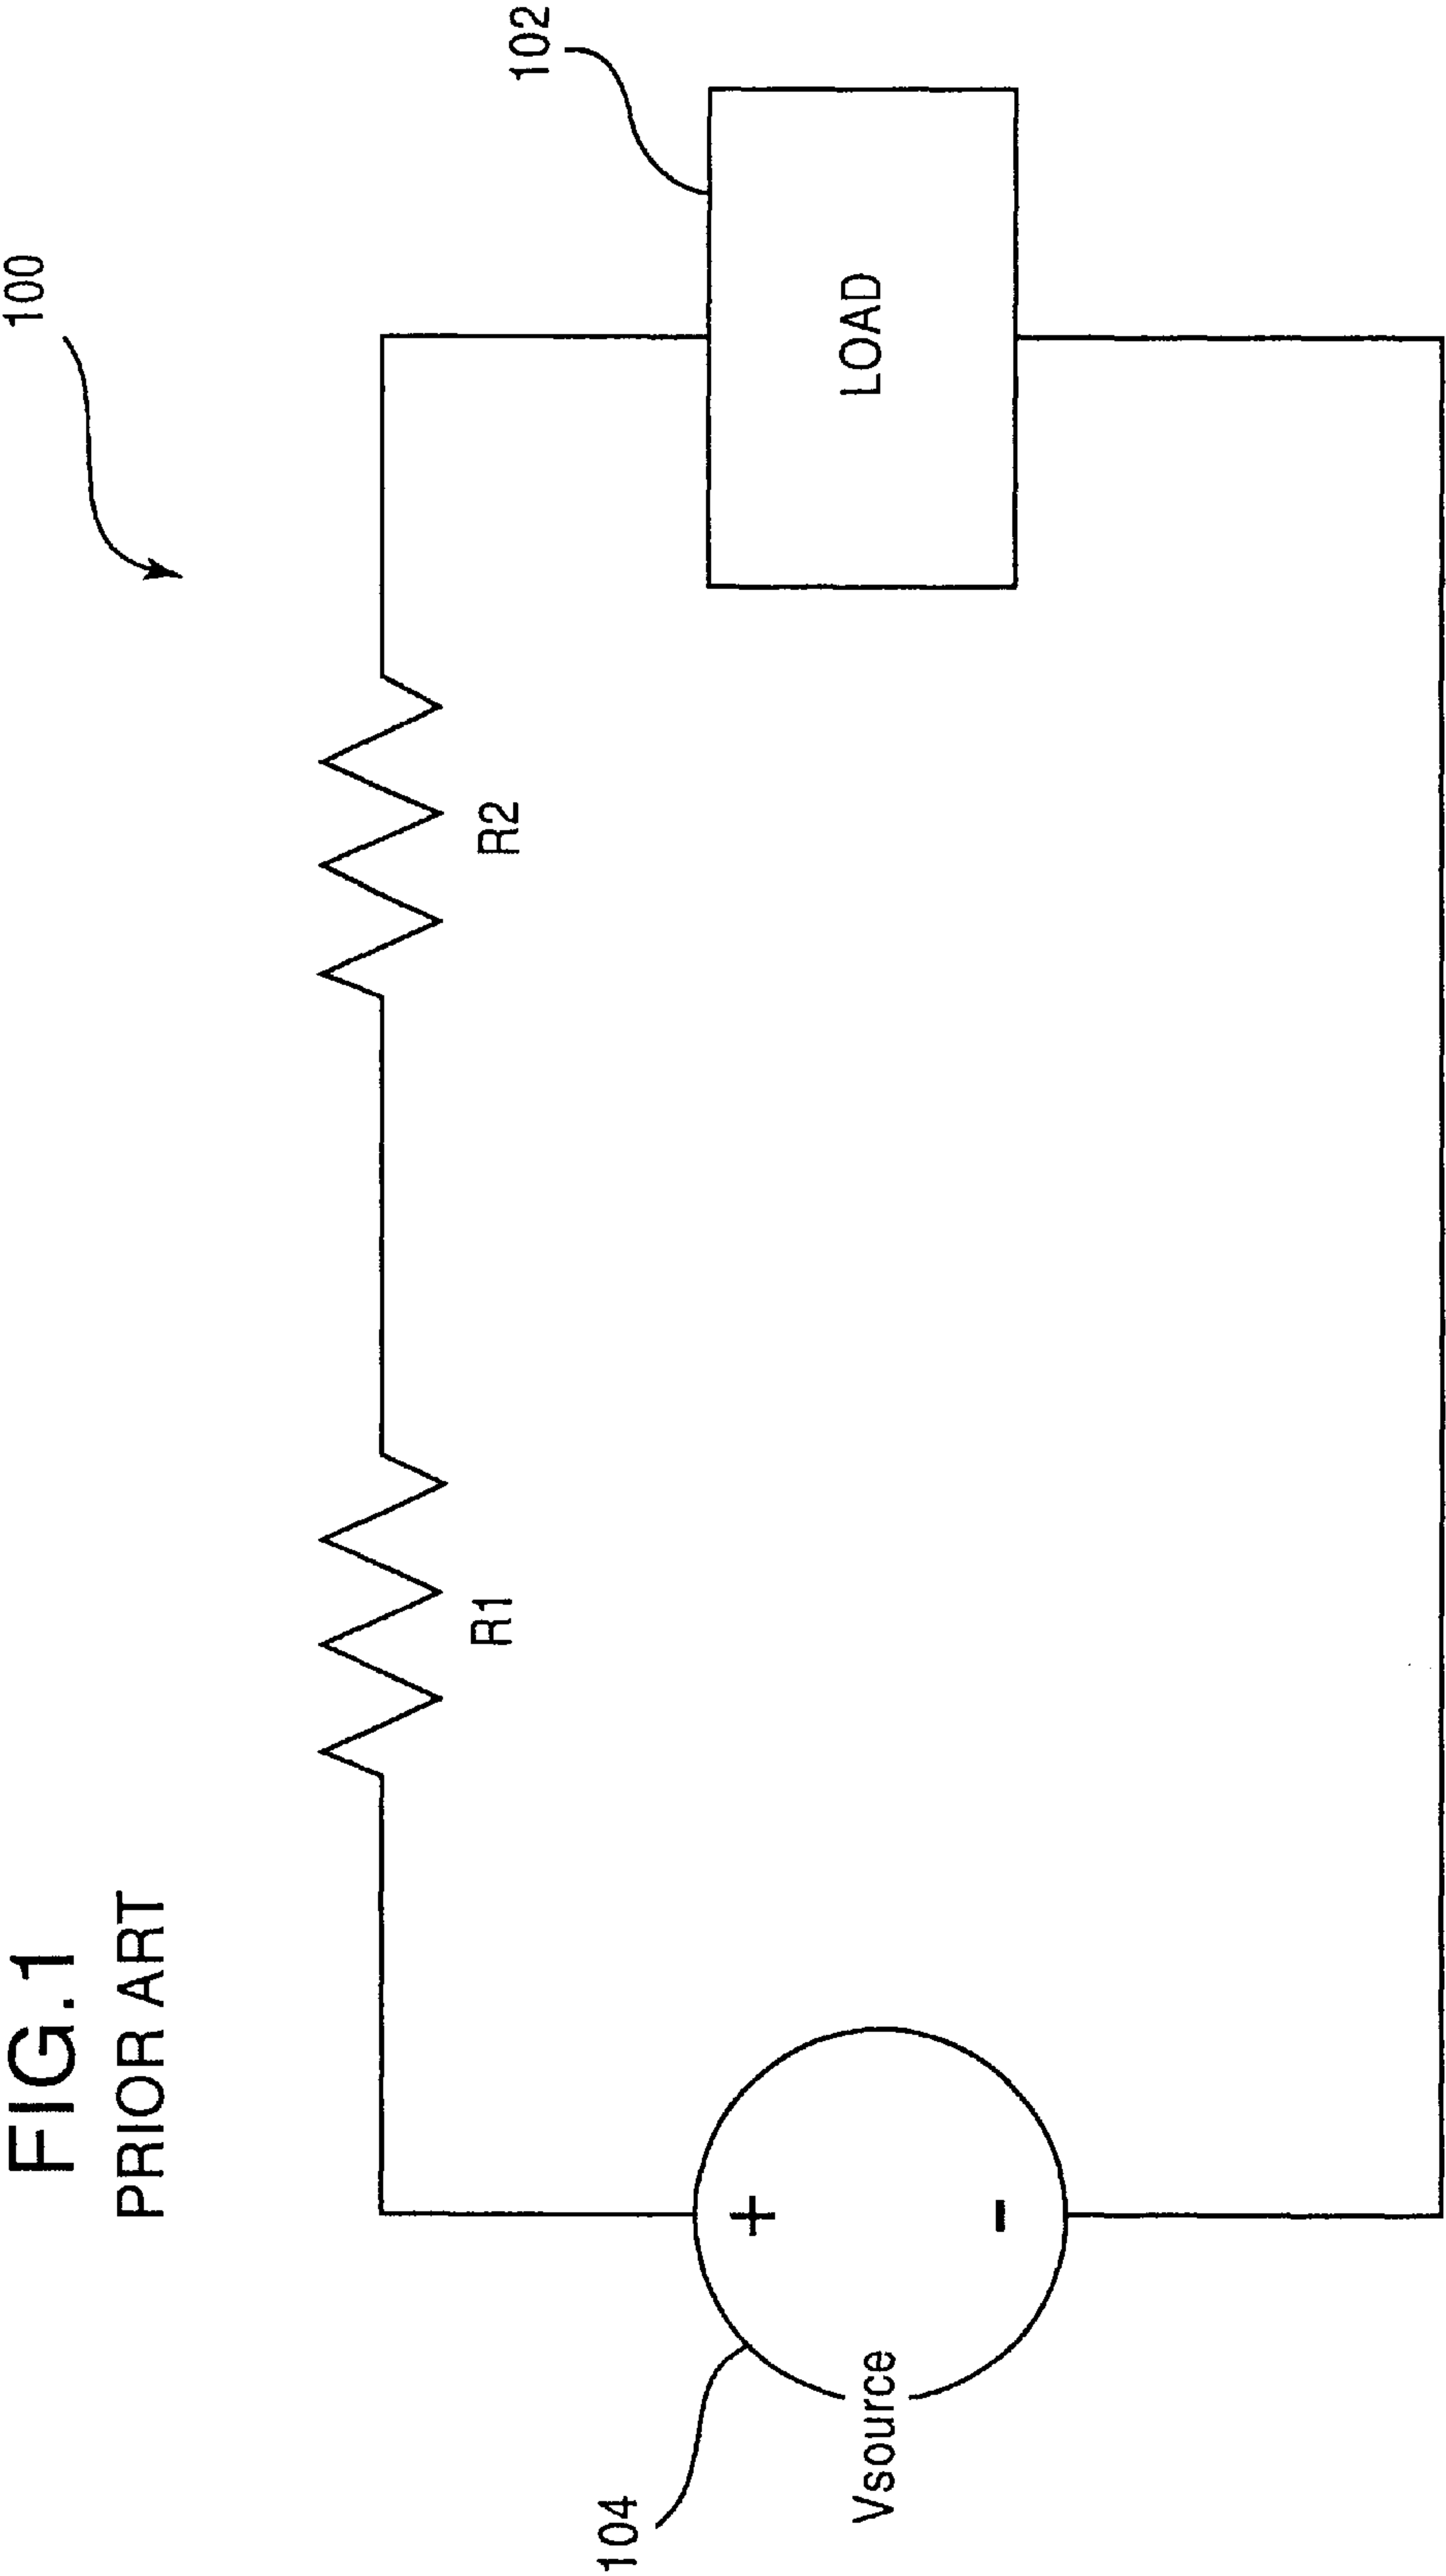 FIG.1
PRIOR ART
100
102
R1
R2
LOAD
104
Vsource
+
-